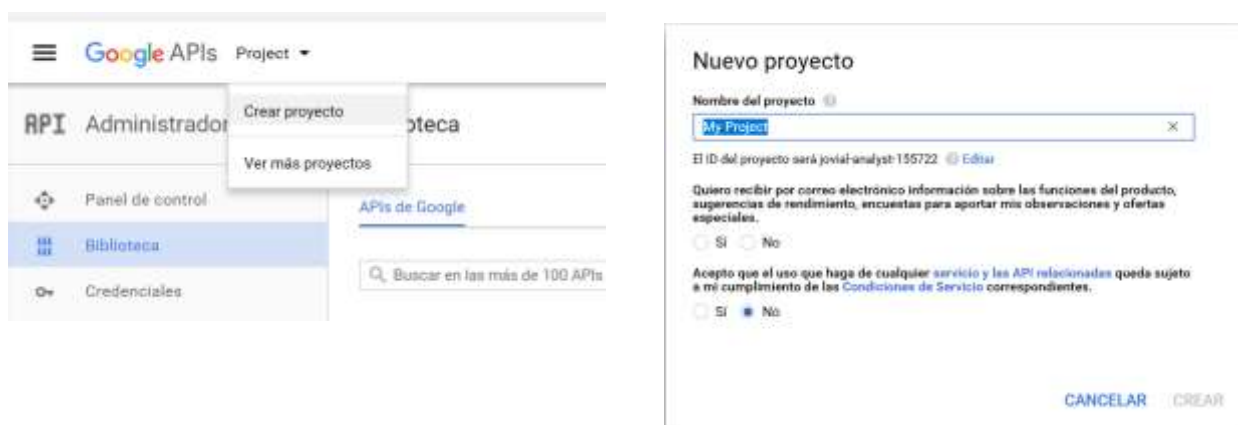 Google APIs Project
Crear proyecto
API Administrador
oteca
Ver más proyectos
Panel de control
APIs de Google
Biblioteca
Buscar en las más de 100 APIs
Credenciales
Nuevo proyecto
Nombre del proyecto
My Project
El ID del proyecto será jovial-analyst-155722 Editar
Quiero recibir por correo electrónico información sobre las funciones del producto,
sugerencias de rendimiento, encuestas para aportar mis observaciones y ofertas
especiales.
Sí No
Acepto que el uso que haga de cualquier servicio y las API relacionadas queda sujeto
a mi cumplimiento de las Condiciones de Servicio correspondientes.
Sí No
CANCELAR CREAR